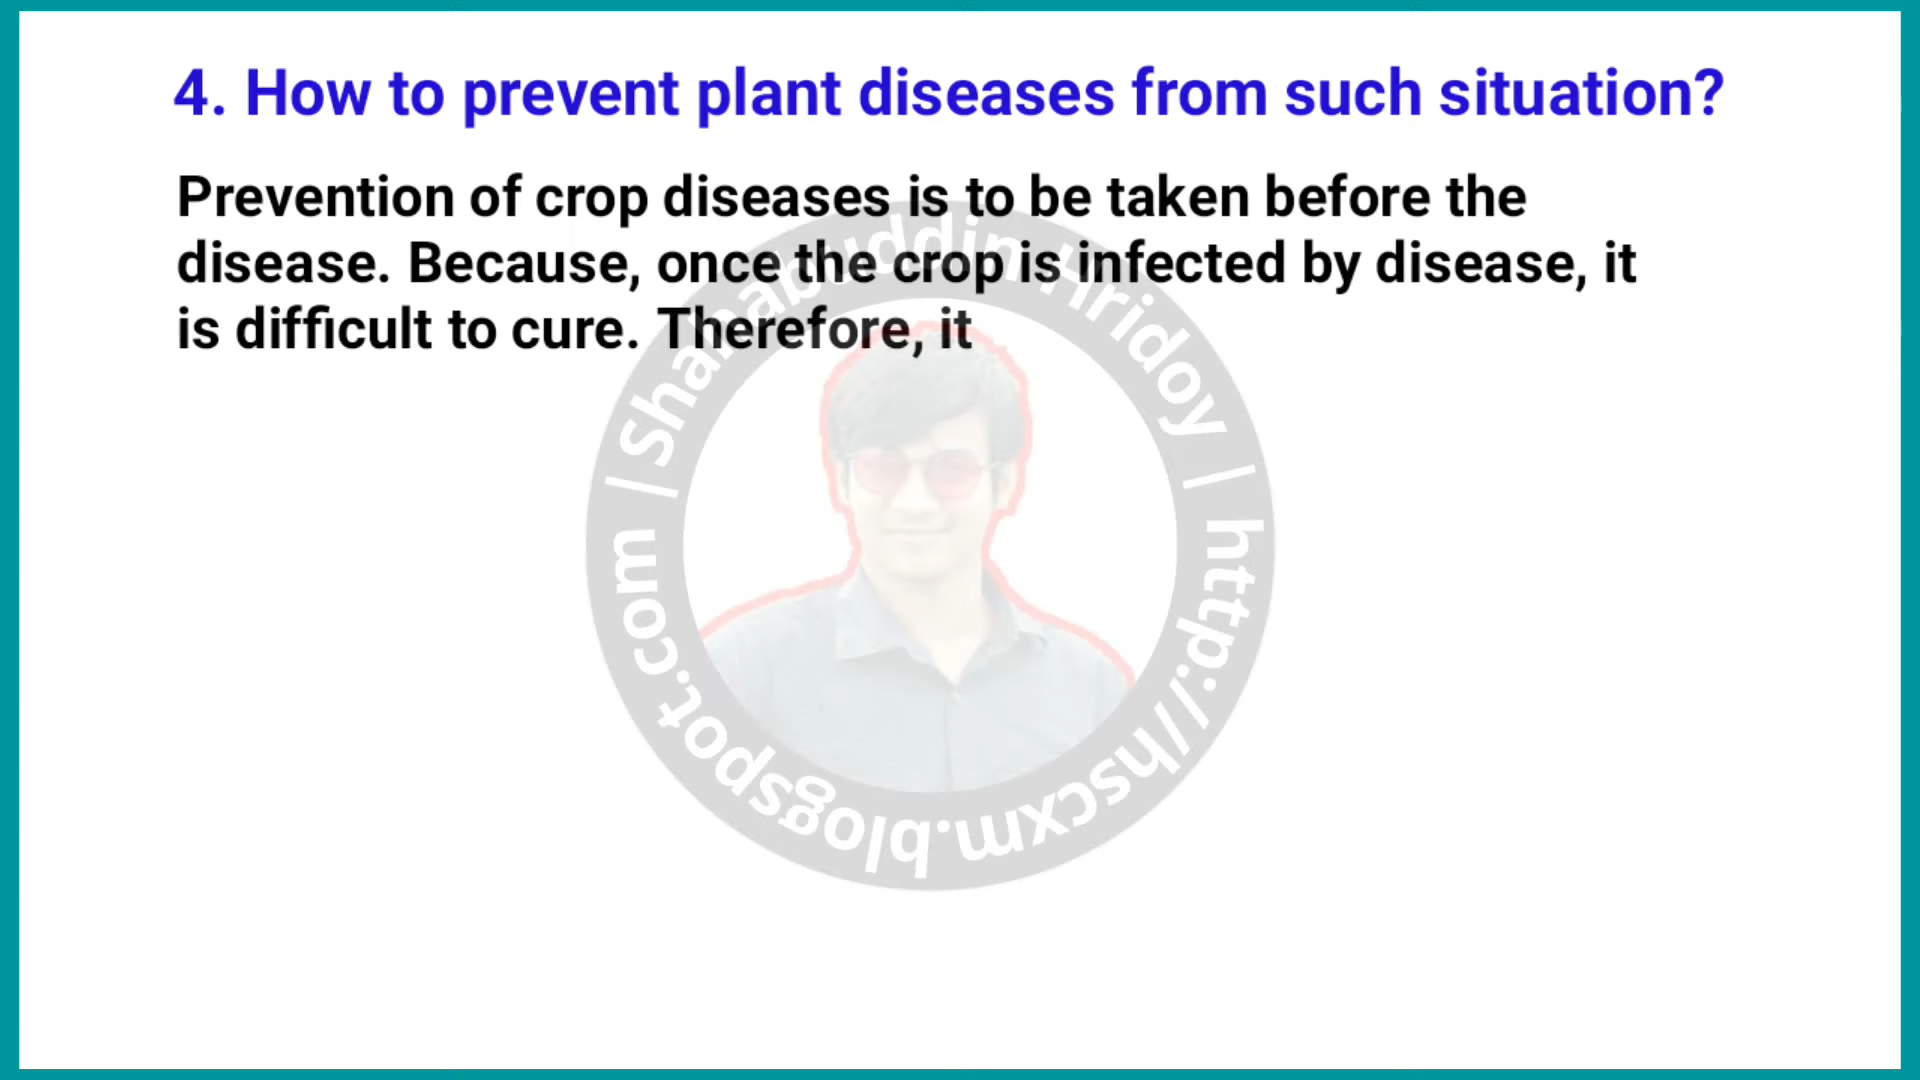 4. How to prevent plant diseases from such situation?
Prevention of crop diseases is to be taken before the
disease. Because, once the crop is infected by disease, it
is difficult to cure. Therefore, it
|Shahabuddin Hridoy | http://hscxm.blogspot.com